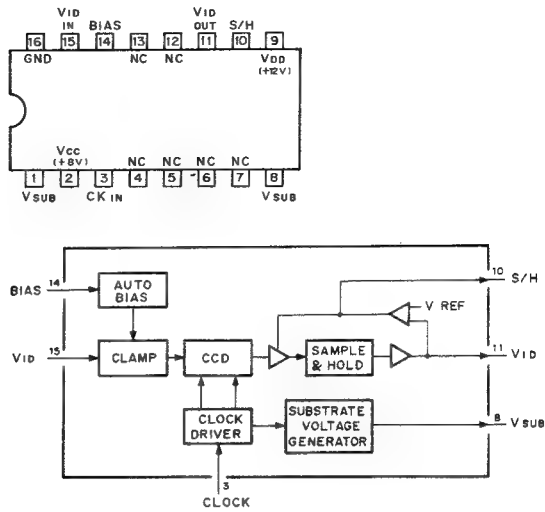 VID
IN
BIAS
VID
OUT
S/H
16 15 14 13 12 11 10 9
GND
NC
NC
VDD
(+12V)
VCC
(+8V)
NC NC NC NC
1 2 3 4 5 6 7 8
VSUB
CK IN
VSUB
BIAS
14
AUTO
BIAS
10
S/H
V REF
VID
15
CLAMP
CCD
SAMPLE
& HOLD
11
VID
CLOCK
DRIVER
SUBSTRATE
VOLTAGE
GENERATOR
8
VSUB
3
CLOCK